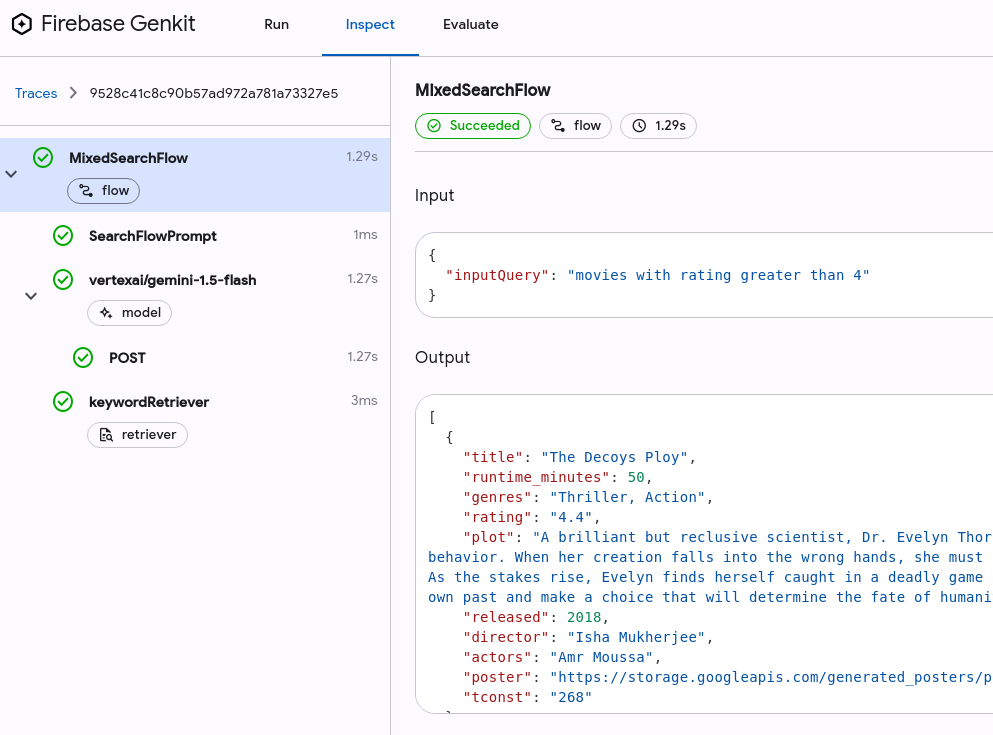 Firebase Genkit
Run
Inspect
Evaluate
Traces > 9528c41c8c90b57ad972a781a73327e5
MixedSearchFlow 1.29s
flow
SearchFlowPrompt 1ms
vertexai/gemini-1.5-flash 1.27s
model
POST 1.27s
keywordRetriever 3ms
retriever
MixedSearchFlow
Succeeded
flow
1.29s
Input
{
"inputQuery": "movies with rating greater than 4"
}
Output
[
{
"title": "The Decoys Ploy",
"runtime_minutes": 50,
"genres": "Thriller, Action",
"rating": "4.4",
"plot": "A brilliant but reclusive scientist, Dr. Evelyn Thor
behavior. When her creation falls into the wrong hands, she must
As the stakes rise, Evelyn finds herself caught in a deadly game
own past and make a choice that will determine the fate of humani
"released": 2018,
"director": "Isha Mukherjee",
"actors": "Amr Moussa",
"poster": "https://storage.googleapis.com/generated_posters/p
"tconst": "268"